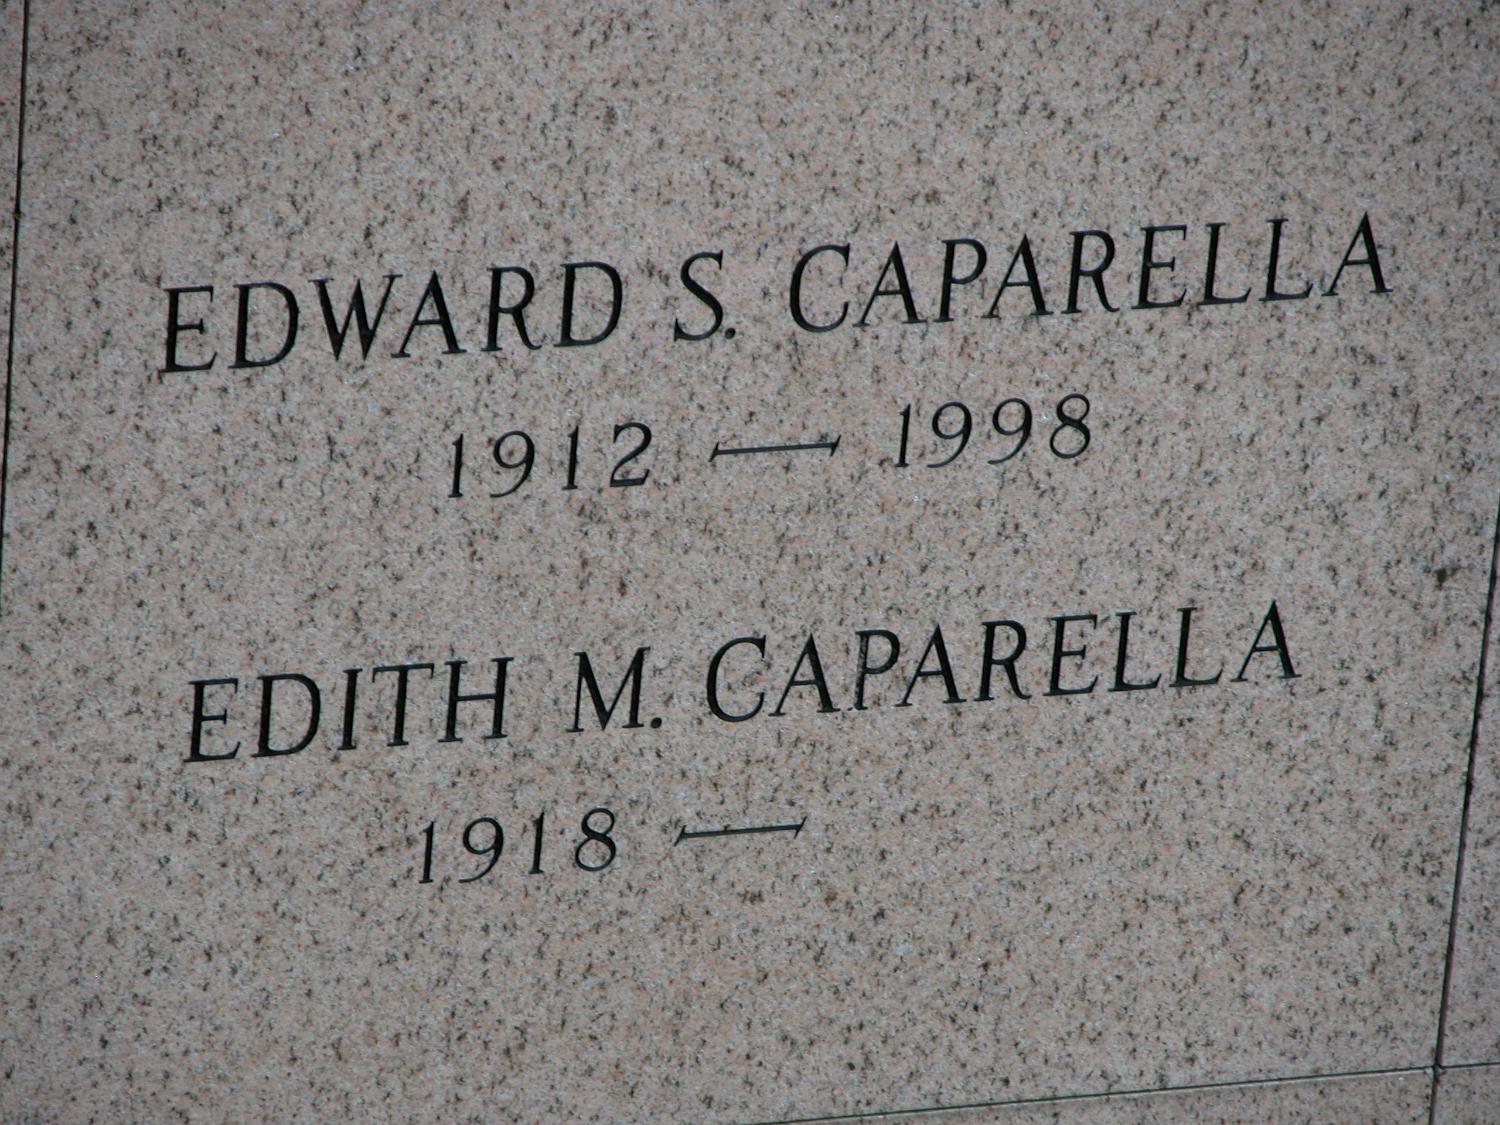 EDWARD S. CAPARELLA
1912 — 1998
EDITH M. CAPARELLA
1918 —